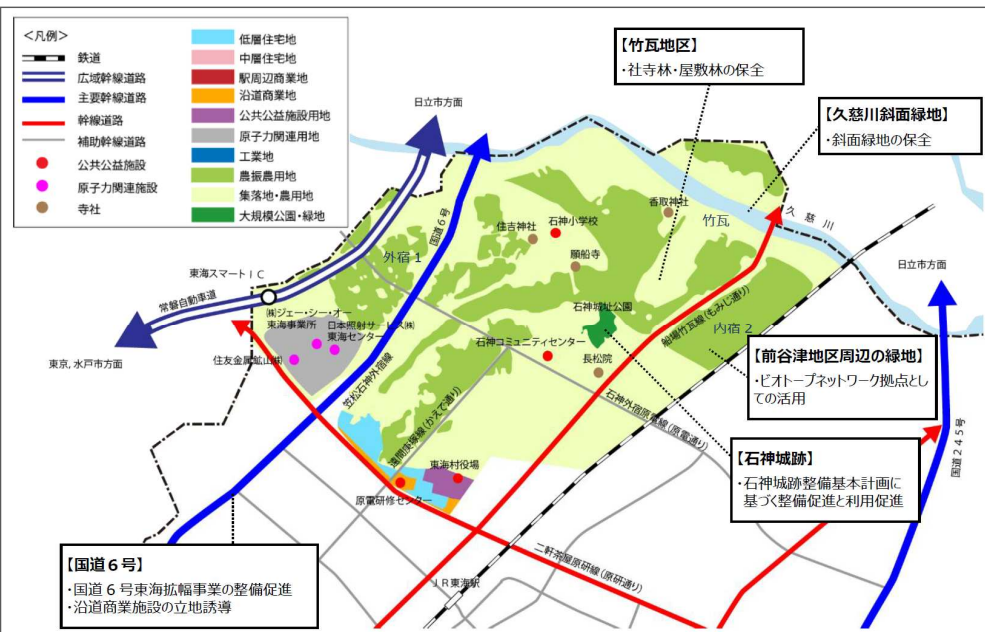 ＜凡例＞
鉄道
広域幹線道路
主要幹線道路
幹線道路
補助幹線道路
公共公益施設
原子力関連施設
寺社
低層住宅地
中層住宅地
駅周辺商業地
沿道商業地
公共公益施設用地
原子力関連用地
工業地
農振農用地
集落地・農用地
大規模公園・緑地
【竹瓦地区】
・社寺林・屋敷林の保全
【久慈川斜面緑地】
・斜面緑地の保全
日立市方面
国道６号
香取神社
竹瓦
久慈川
住吉神社
石神小学校
願船寺
外宿１
東海スマートＩＣ
常磐自動車道
日立市方面
㈱ジェー・シー・オー
東海事業所
日本照射サービス㈱
東海センター
住友金属鉱山㈱
東京，水戸市方面
石神城址公園
船場竹瓦線（もみじ通り）
内宿２
石神コミュニティセンター
長松院
笠松石神外宿線
【前谷津地区周辺の緑地】
・ビオトープネットワーク拠点とし
ての活用
石神外宿原電線（原電通り）
遠間庚塚線（かえで通り）
国道２４５号
東海村役場
原電研修センター
【石神城跡】
・石神城跡整備基本計画に
基づく整備促進と利用促進
【国道６号】
・国道６号東海拡幅事業の整備促進
・沿道商業施設の立地誘導
二軒茶屋原研線（原研通り）
ＪＲ東海駅